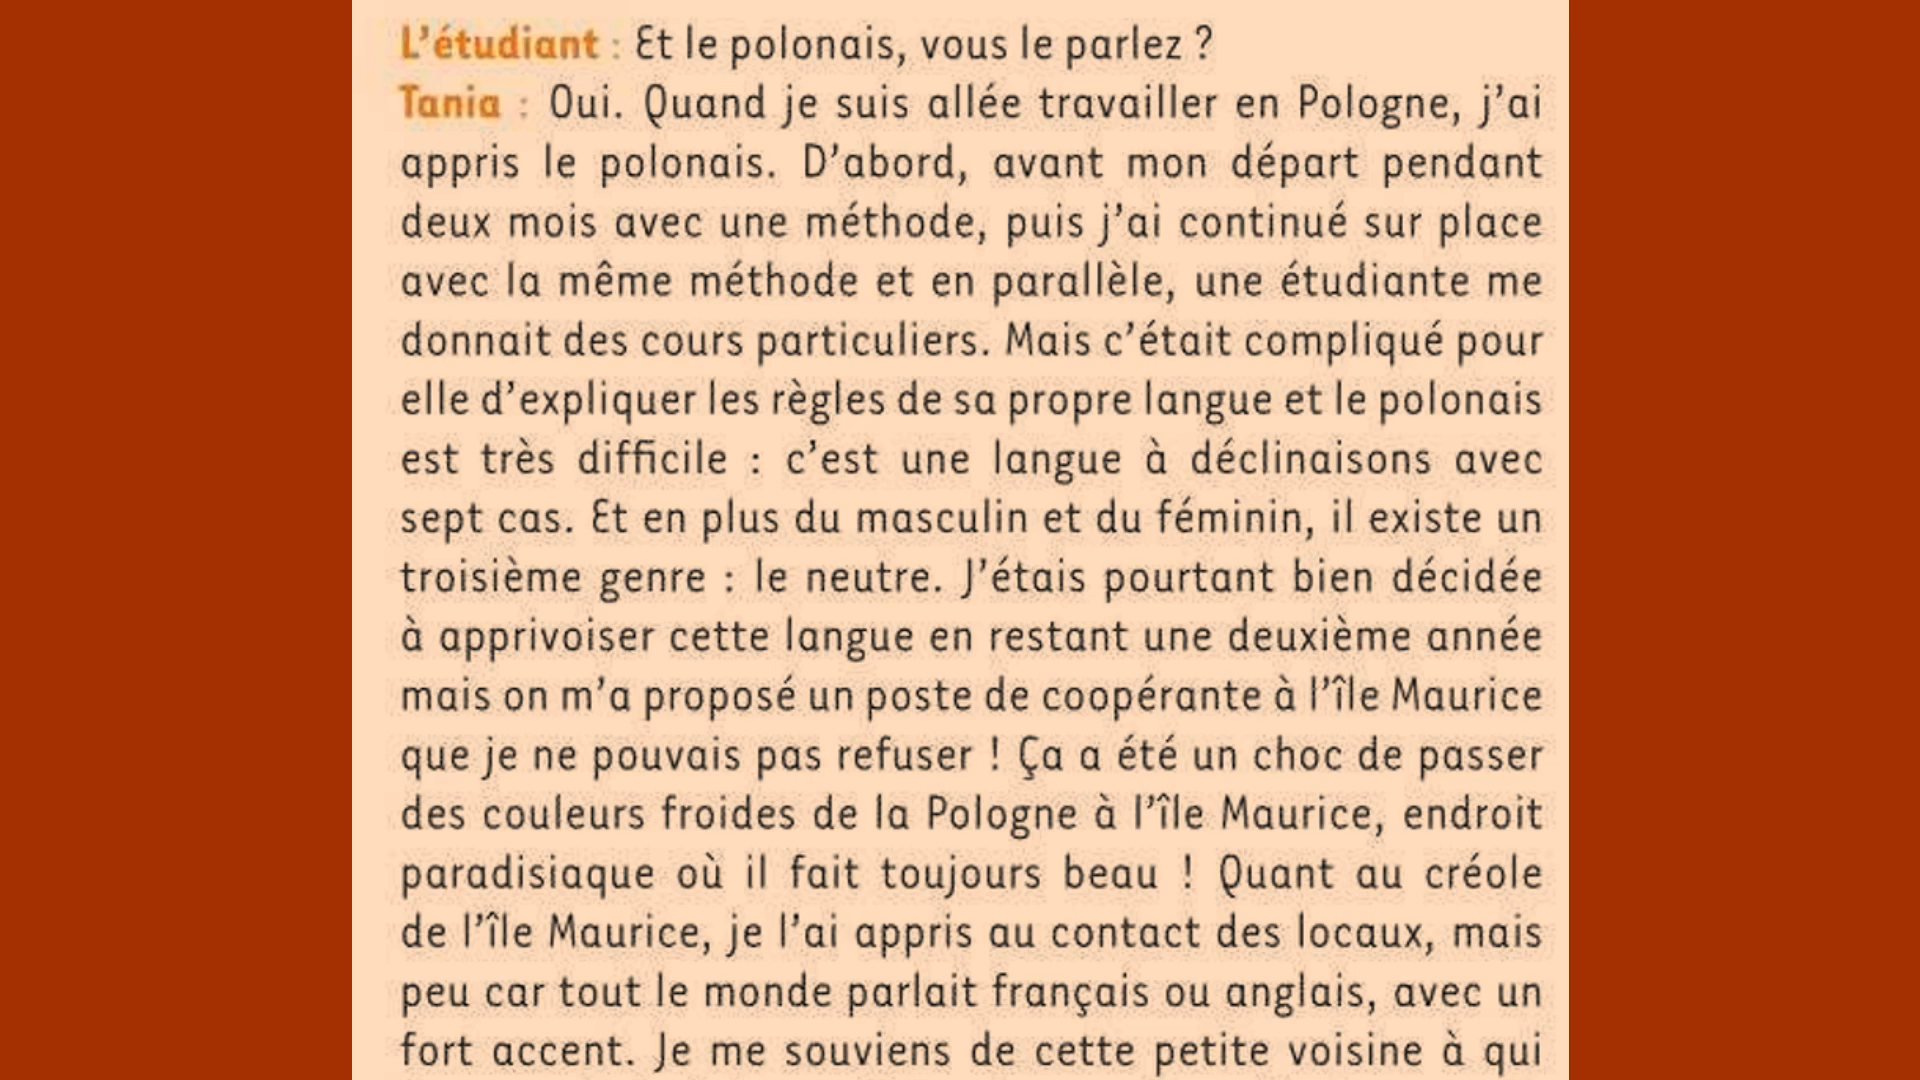 L'étudiant : Et le polonais, vous le parlez ?
Tania : Oui. Quand je suis allée travailler en Pologne, j'ai
appris le polonais. D'abord, avant mon départ pendant
deux mois avec une méthode, puis j'ai continué sur place
avec la même méthode et en parallèle, une étudiante me
donnait des cours particuliers. Mais c'était compliqué pour
elle d'expliquer les règles de sa propre langue et le polonais
est très difficile : c'est une langue à déclinaisons avec
sept cas. Et en plus du masculin et du féminin, il existe un
troisième genre : le neutre. J'étais pourtant bien décidée
à apprivoiser cette langue en restant une deuxième année
mais on m'a proposé un poste de coopérante à l'île Maurice
que je ne pouvais pas refuser ! Ça a été un choc de passer
des couleurs froides de la Pologne à l'île Maurice, endroit
paradisiaque où il fait toujours beau ! Quant au créole
de l'île Maurice, je l'ai appris au contact des locaux, mais
peu car tout le monde parlait français ou anglais, avec un
fort accent. Je me souviens de cette petite voisine à qui